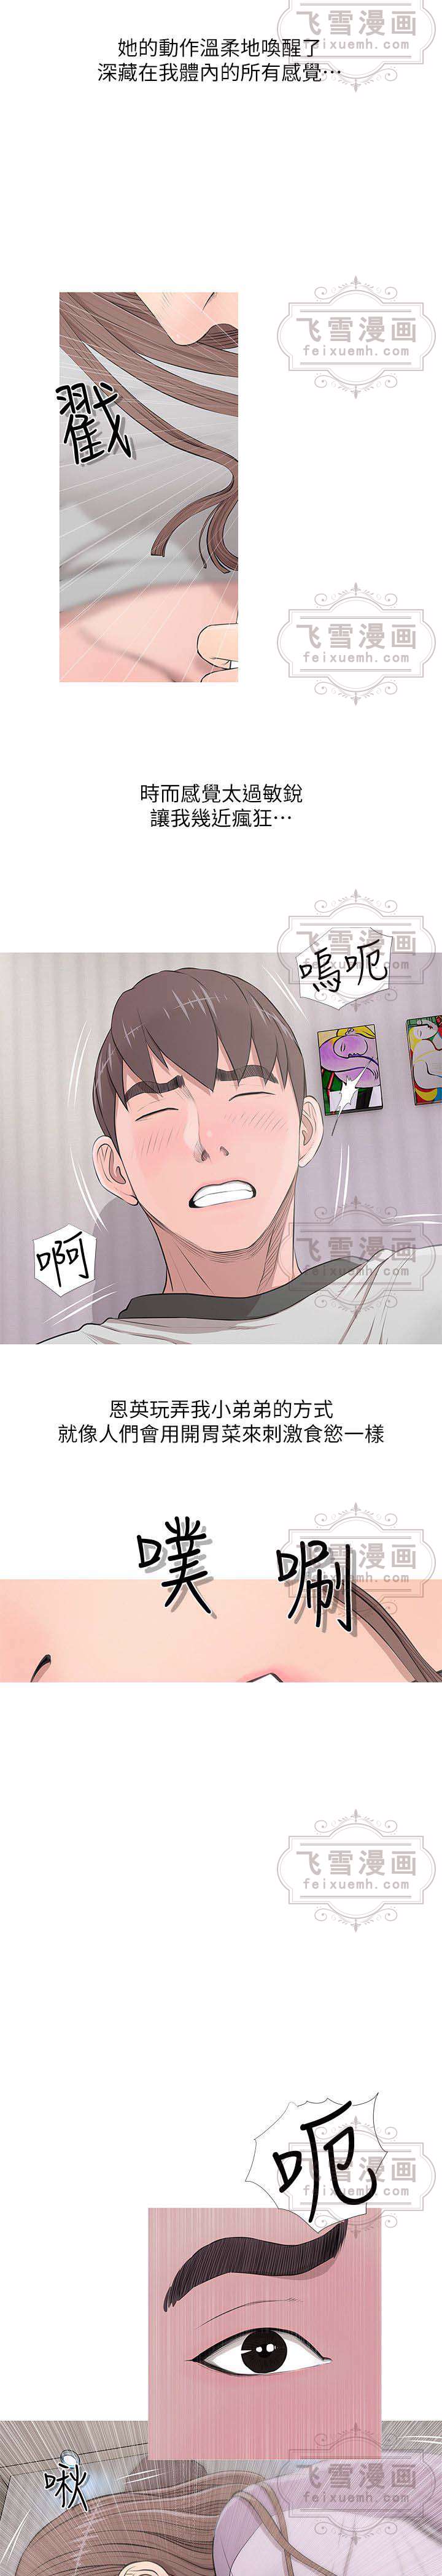 飞雪漫画
feixuemh.com
她的動作溫柔地喚醒了
深藏在我體內的所有感覺…
飞雪漫画
feixuemh.com
戳
飞雪漫画
feixuemh.com
時而感覺太過敏銳
讓我幾近瘋狂…
飞雪漫画
feixuemh.com
嗚呃
飞雪漫画
feixuemh.com
啊
恩英玩弄我小弟弟的方式
就像人們會用開胃菜來刺激食慾一樣
飞雪漫画
feixuemh.com
噗
唰
飞雪漫画
feixuemh.com
呃
飞雪漫画
feixuemh.com
啾
飞雪漫画
feixuemh.com